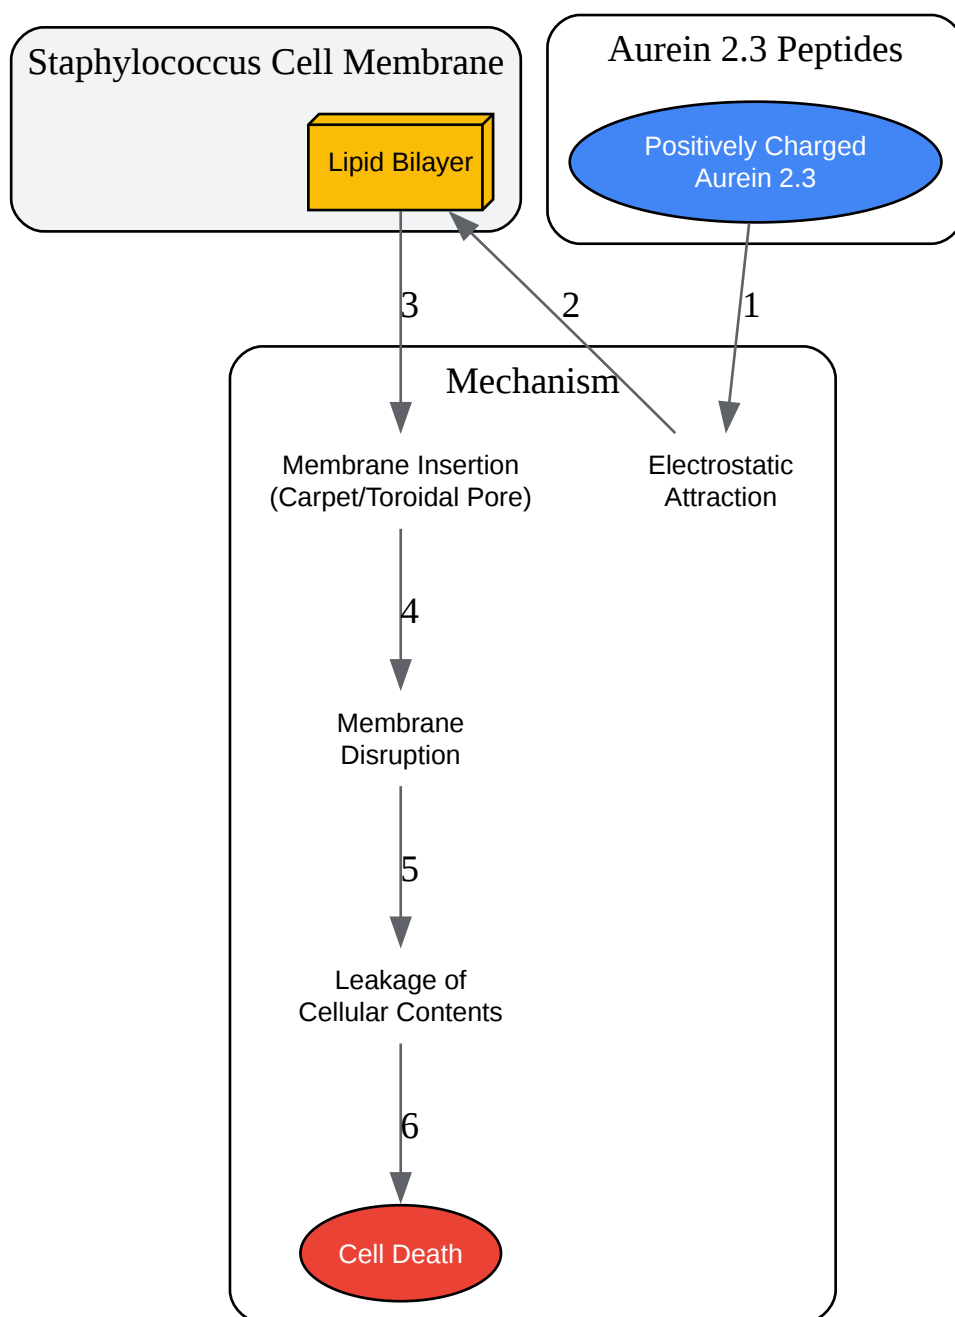 Staphylococcus Cell Membrane
Lipid Bilayer
Aurein 2.3 Peptides
Positively Charged
Aurein 2.3
3
2
1
Mechanism
Membrane Insertion
(Carpet/Toroidal Pore)
Electrostatic
Attraction
4
Membrane
Disruption
5
Leakage of
Cellular Contents
6
Cell Death